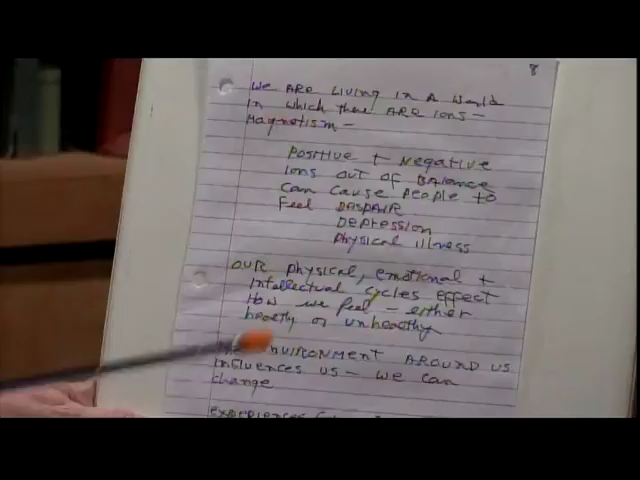 8
We ARE Living in A World
in which there ARE ions -
Magnetism -
Positive + Negative
Ions out of Balance
Can cause People to
Feel Despair
Depression
Physical illness
Our physical, emotional +
intellectual cycles effect
How we feel - either
healthy or unhealthy
ENVIRONMENT AROUND US
influences us - we can
change
experiences